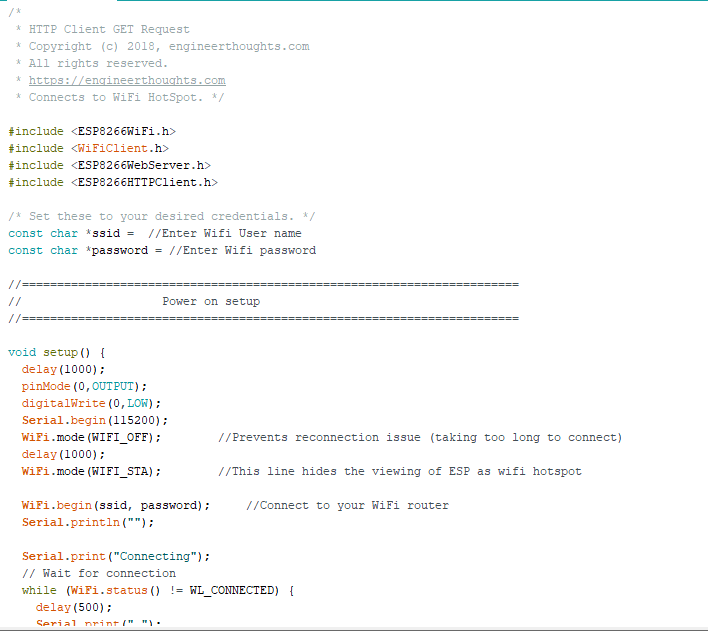 /*
 * HTTP Client GET Request
 * Copyright (c) 2018, engineerthoughts.com
 * All rights reserved.
 * https://engineerthoughts.com
 * Connects to WiFi HotSpot. */

#include <ESP8266WiFi.h>
#include <WiFiClient.h>
#include <ESP8266WebServer.h>
#include <ESP8266HTTPClient.h>

/* Set these to your desired credentials. */
const char *ssid =  //Enter Wifi User name
const char *password = //Enter Wifi password

//=======================================================================
//                    Power on setup
//=======================================================================

void setup() {
  delay(1000);
  pinMode(0,OUTPUT);
  digitalWrite(0,LOW);
  Serial.begin(115200);
  WiFi.mode(WIFI_OFF);        //Prevents reconnection issue (taking too long to connect)
  delay(1000);
  WiFi.mode(WIFI_STA);        //This line hides the viewing of ESP as wifi hotspot

  WiFi.begin(ssid, password);     //Connect to your WiFi router
  Serial.println("");

  Serial.print("Connecting");
  // Wait for connection
  while (WiFi.status() != WL_CONNECTED) {
    delay(500);
    Serial.print(".");